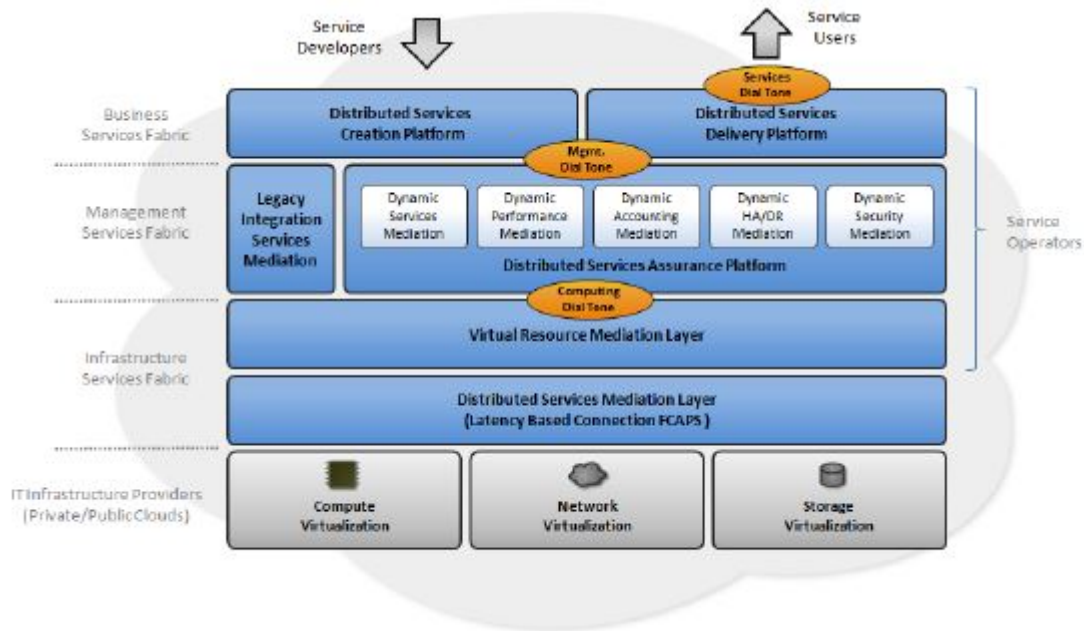 Service
Developers
Service
Users
Services
Dial Tone
Business
Services Fabric
Distributed Services
Creation Platform
Distributed Services
Delivery Platform
Mgmt.
Dial Tone
Management
Services Fabric
Legacy
Integration
Services
Mediation
Dynamic
Services
Mediation
Dynamic
Performance
Mediation
Dynamic
Accounting
Mediation
Dynamic
HA/DR
Mediation
Dynamic
Security
Mediation
Distributed Services Assurance Platform
Service
Operators
Computing
Dial Tone
Infrastructure
Services Fabric
Virtual Resource Mediation Layer
Distributed Services Mediation Layer
(Latency Based Connection FCAPS)
IT Infrastructure Providers
(Private/Public Clouds)
Compute
Virtualization
Network
Virtualization
Storage
Virtualization